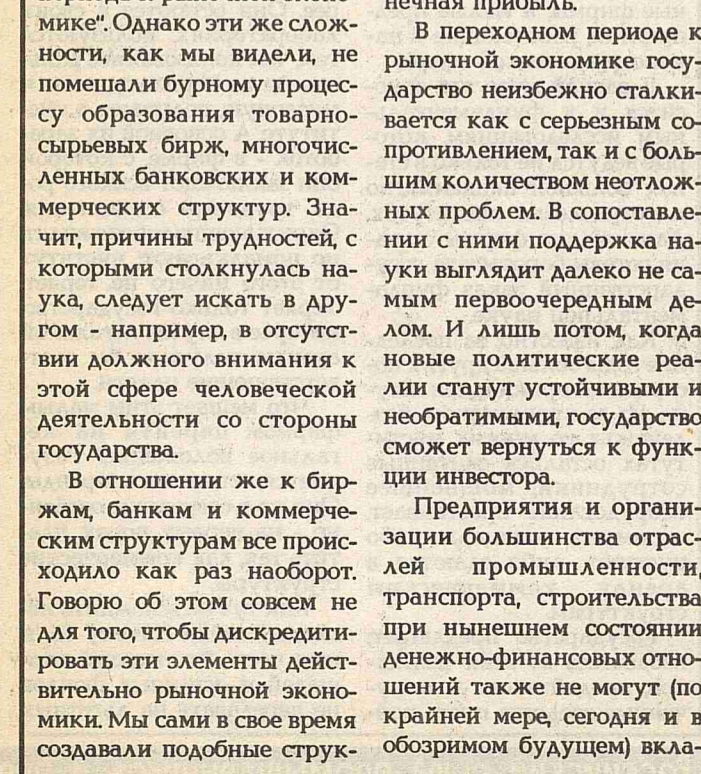 мике". Однако эти же слож-
ности, как мы видели, не
помешали бурному процес-
су образования товарно-
сырьевых бирж, многочис-
ленных банковских и ком-
мерческих структур. Зна-
чит, причины трудностей, с
которыми столкнулась на-
ука, следует искать в дру-
гом - например, в отсутст-
вии должного внимания к
этой сфере человеческой
деятельности со стороны
государства.
В отношении же к бир-
жам, банкам и коммерче-
ским структурам все проис-
ходило как раз наоборот.
Говорю об этом совсем не
для того, чтобы дискредити-
ровать эти элементы дейст-
вительно рыночной эконо-
мики. Мы сами в свое время
создавали подобные струк-
нечная прибыль.
В переходном периоде к
рыночной экономике госу-
дарство неизбежно сталки-
вается как с серьезным со-
противлением, так и с боль-
шим количеством неотлож-
ных проблем. В сопоставле-
нии с ними поддержка на-
уки выглядит далеко не са-
мым первоочередным де-
лом. И лишь потом, когда
новые политические реа-
лии станут устойчивыми и
необратимыми, государство
сможет вернуться к функ-
ции инвестора.
Предприятия и органи-
зации большинства отрас-
лей промышленности,
транспорта, строительства
при нынешнем состоянии
денежно-финансовых отно-
шений также не могут (по
крайней мере, сегодня и в
обозримом будущем) вкла-